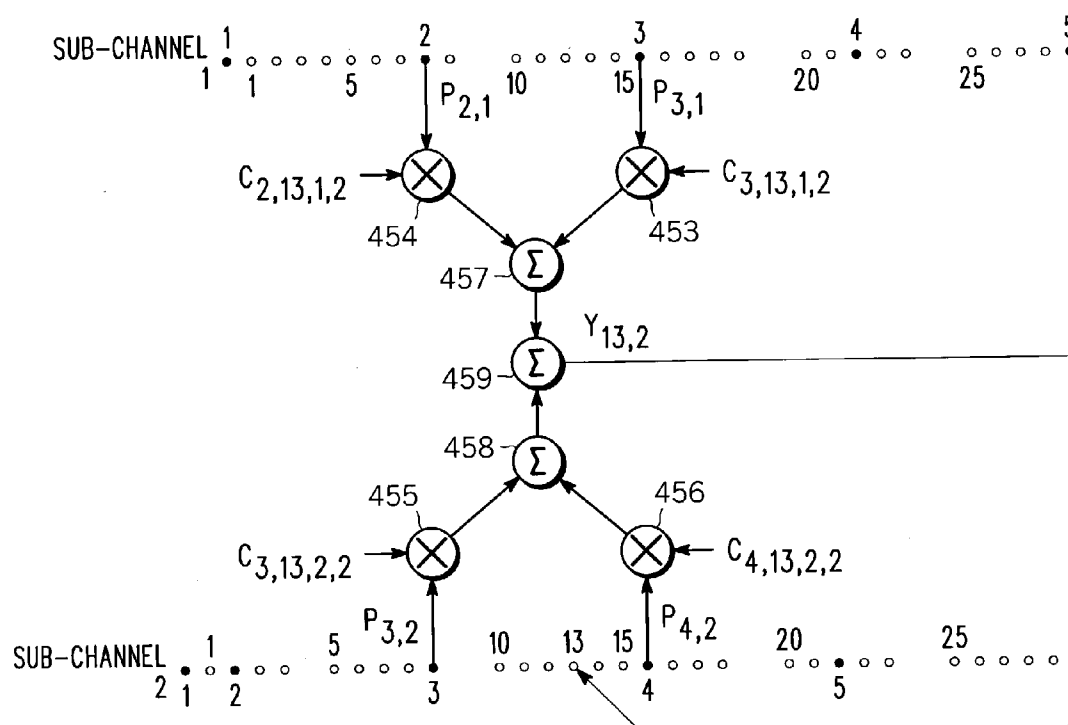 1 2 3 4 5
SUB-CHANNEL 1
1 5 10 15 20 25
P2,1 P3,1
C2,13,1,2 C3,13,1,2
454 453
Σ
457
Y13,2
Σ
459
458 Σ
455 456
C3,13,2,2 C4,13,2,2
P3,2 P4,2
1 5 10 13 15 20 25
SUB-CHANNEL 2
1 2 3 4 5